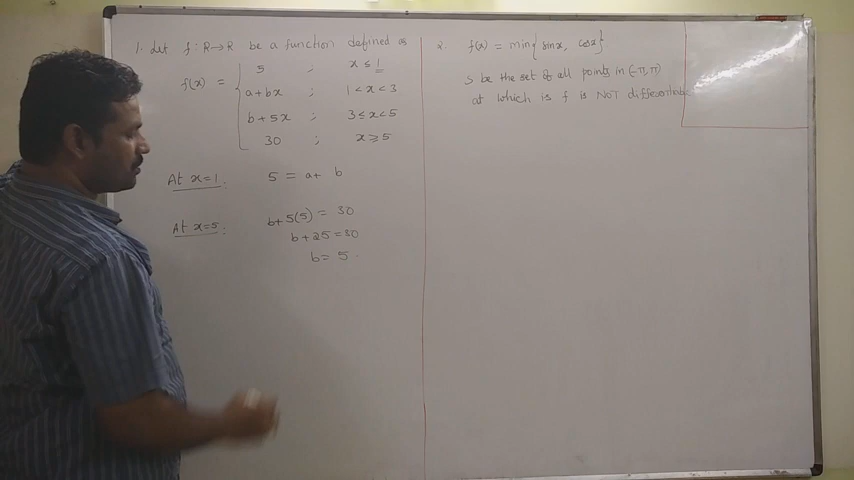 1. Let f: R→R be a function defined as
f(x) = { 5 ; x ≤ 1
a+bx ; 1 < x < 3
b+5x ; 3 ≤ x < 5
30 ; x ≥ 5
At x=1: 5 = a+ b
At x=5: b+5(5) = 30
b+25 = 30
b = 5
2. f(x) = min{ sinx, cosx}
S be the set of all points in (-π, π)
at which is f is NOT differentiable